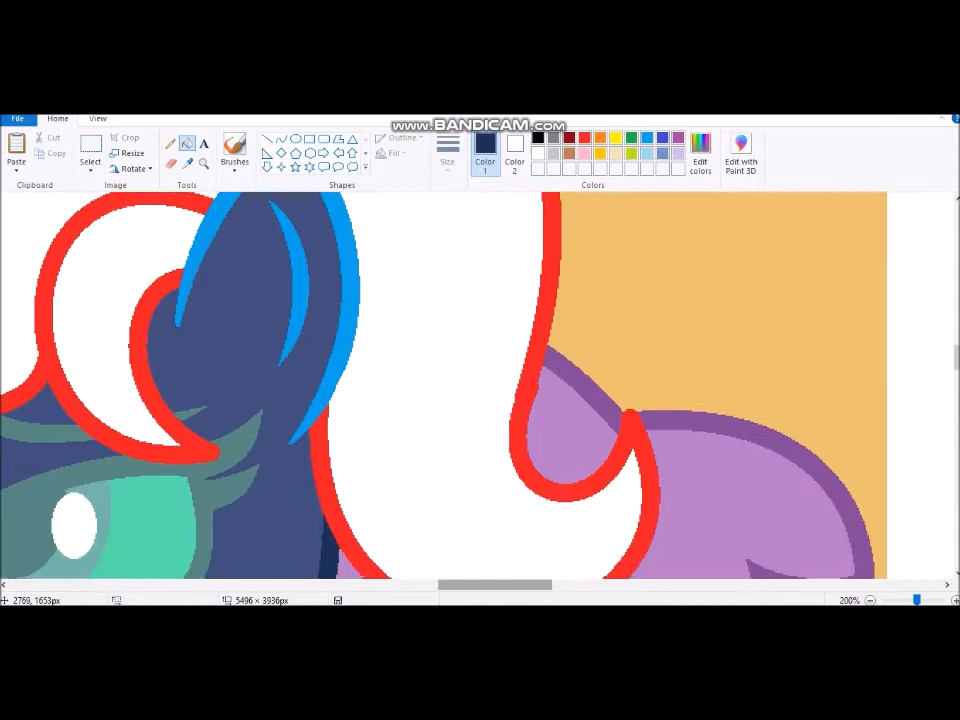 www.BANDICAM.com
File Home View
Paste
Cut
Copy
Clipboard
Select
Crop
Resize
Rotate
Image
A
Tools
Brushes
Shapes
Outline
Fill
Size
Color 1
Color 2
Colors
Edit colors
Edit with Paint 3D
2769, 1653px
5496 × 3936px
200%